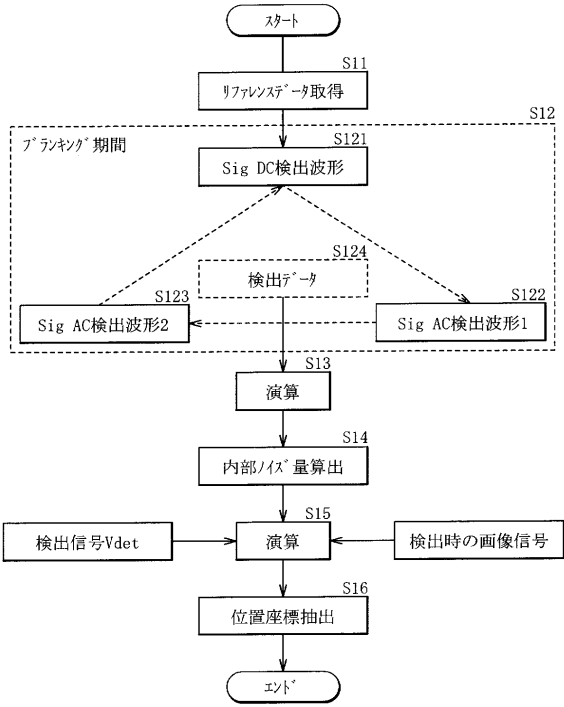 スタート
S11
リファレンスデータ取得
S12
ブランキング期間
S121
Sig DC検出波形
S124
検出データ
S123
Sig AC検出波形2
S122
Sig AC検出波形1
S13
演算
S14
内部ノイズ量算出
S15
検出信号Vdet
演算
検出時の画像信号
S16
位置座標抽出
エンド